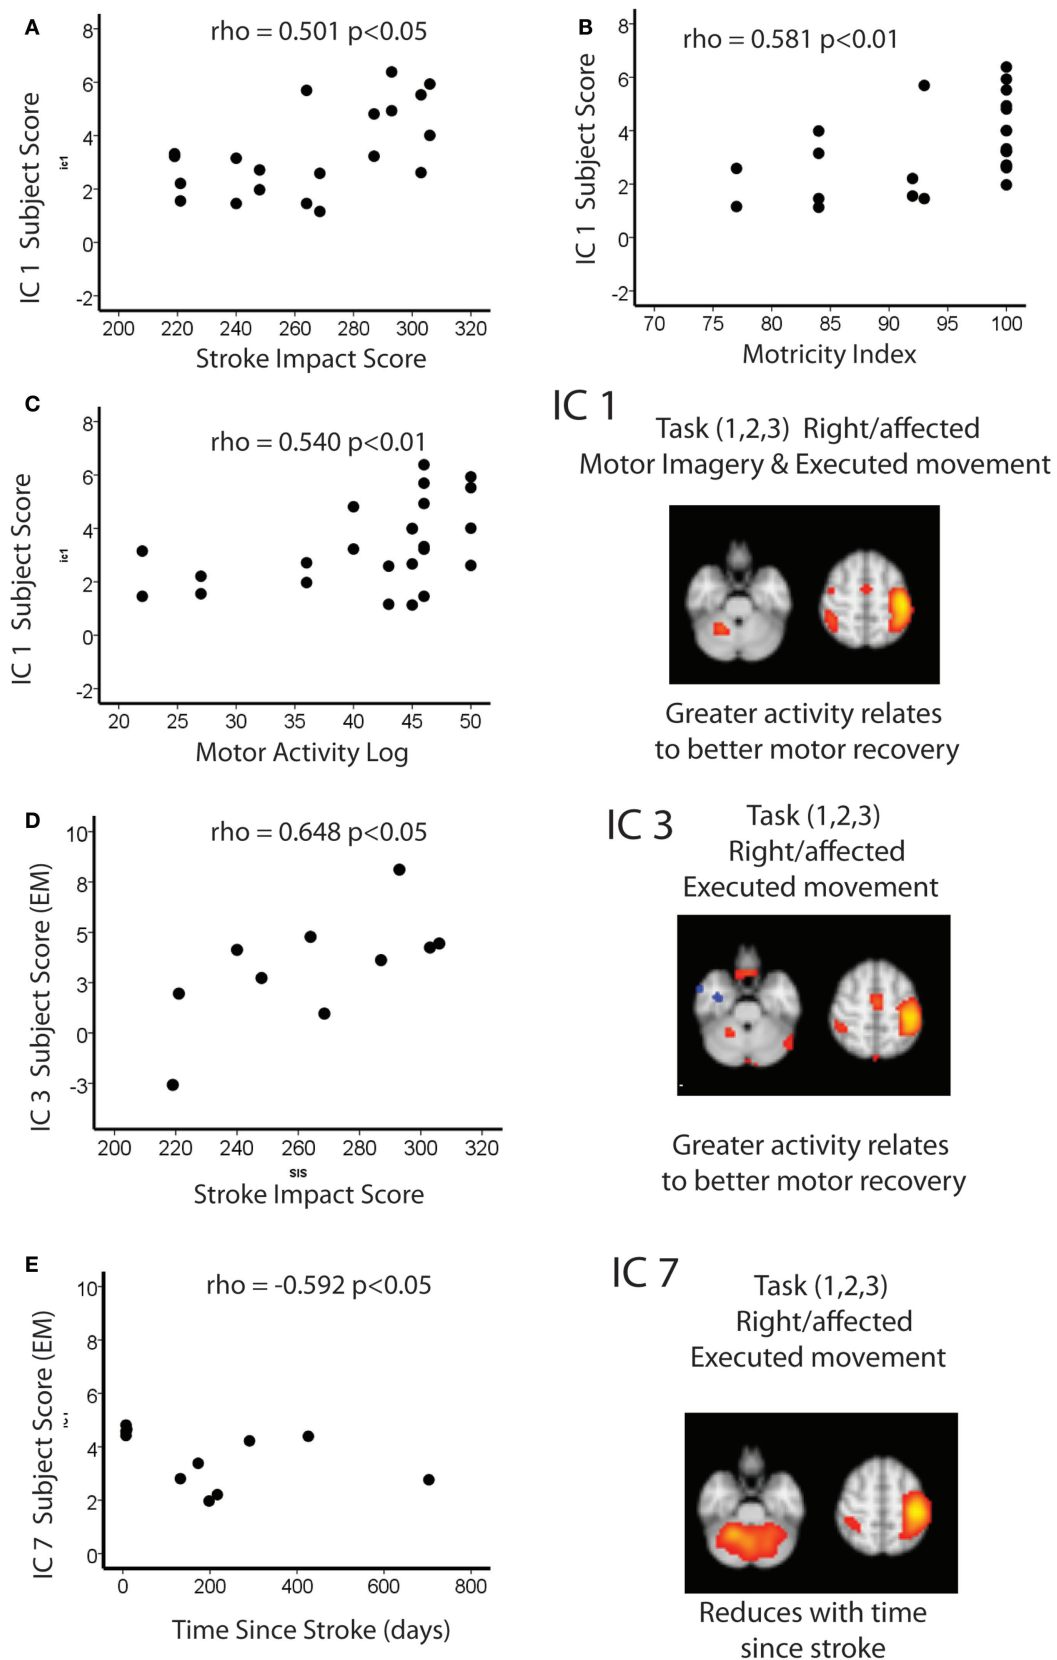 A
rho = 0.501 p<0.05
8
6
4
2
0
-2
IC 1 Subject Score
ic1
200 220 240 260 280 300 320
Stroke Impact Score
B
rho = 0.581 p<0.01
8
6
4
2
0
-2
IC 1 Subject Score
70 75 80 85 90 95 100
Motricity Index
C
rho = 0.540 p<0.01
8
6
4
2
0
-2
IC 1 Subject Score
ic1
20 25 30 35 40 45 50
Motor Activity Log
IC 1
Task (1,2,3) Right/affected
Motor Imagery & Executed movement
Greater activity relates
to better motor recovery
D
rho = 0.648 p<0.05
10
8
5
3
0
-3
IC 3 Subject Score (EM)
200 220 240 260 280 300 320
SIS
Stroke Impact Score
IC 3
Task (1,2,3)
Right/affected
Executed movement
Greater activity relates
to better motor recovery
E
rho = -0.592 p<0.05
10
8
6
4
2
0
IC 7 Subject Score (EM)
0 200 400 600 800
Time Since Stroke (days)
IC 7
Task (1,2,3)
Right/affected
Executed movement
Reduces with time
since stroke